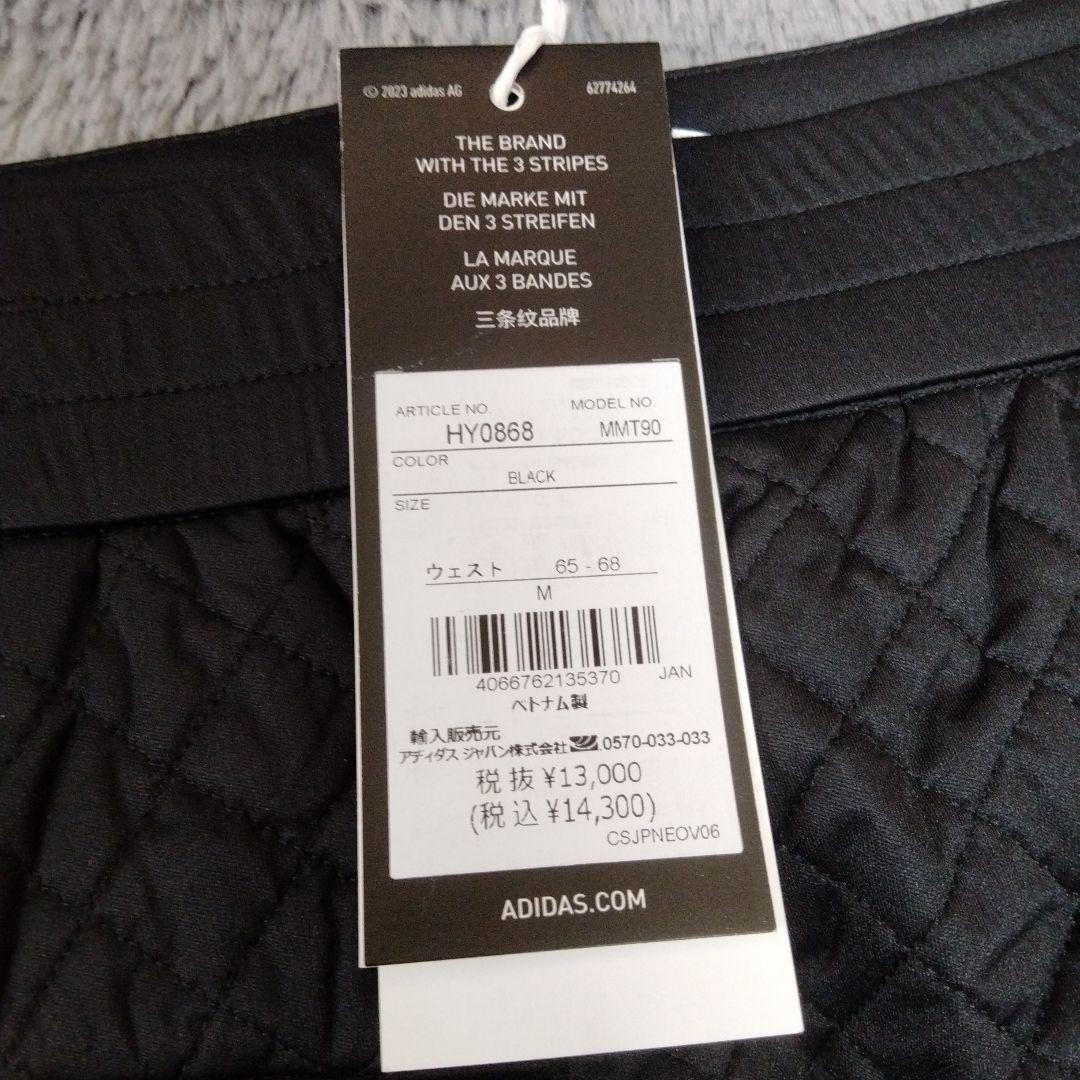 © 2023 adidas AG
62774264
THE BRAND
WITH THE 3 STRIPES
DIE MARKE MIT
DEN 3 STREIFEN
LA MARQUE
AUX 3 BANDES
三条纹品牌
ARTICLE NO. MODEL NO.
HY0868 MMT90
COLOR
BLACK
SIZE
ウェスト 65 - 68
M
4066762135370 JAN
ベトナム製
輸入販売元
アディダス ジャパン株式会社 0570-033-033
税抜 ¥13,000
(税込 ¥14,300)
CSJPNEOV06
ADIDAS.COM